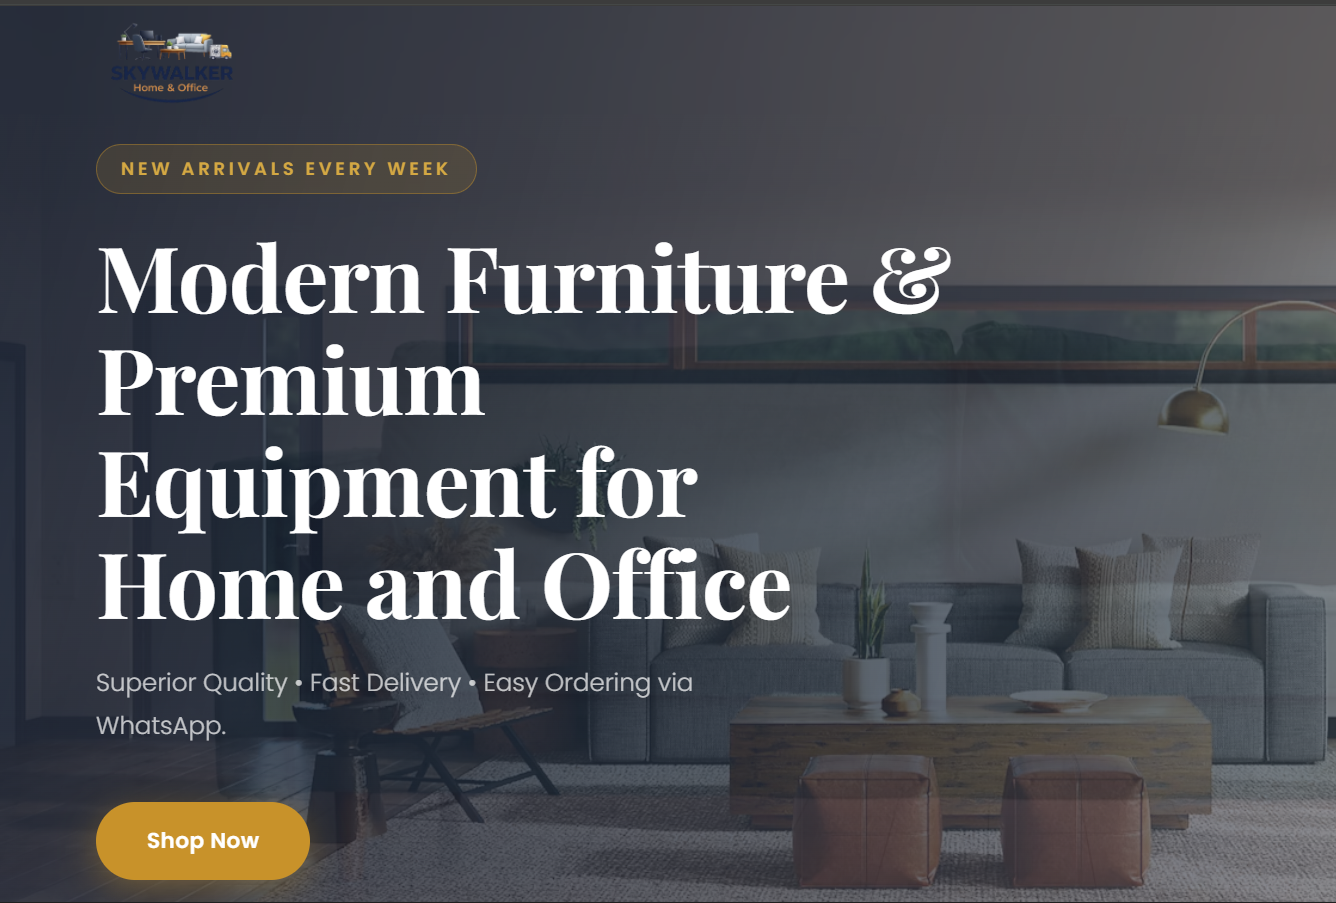 SKYWALKER
Home & Office
NEW ARRIVALS EVERY WEEK
Modern Furniture &
Premium
Equipment for
Home and Office
Superior Quality • Fast Delivery • Easy Ordering via
WhatsApp.
Shop Now